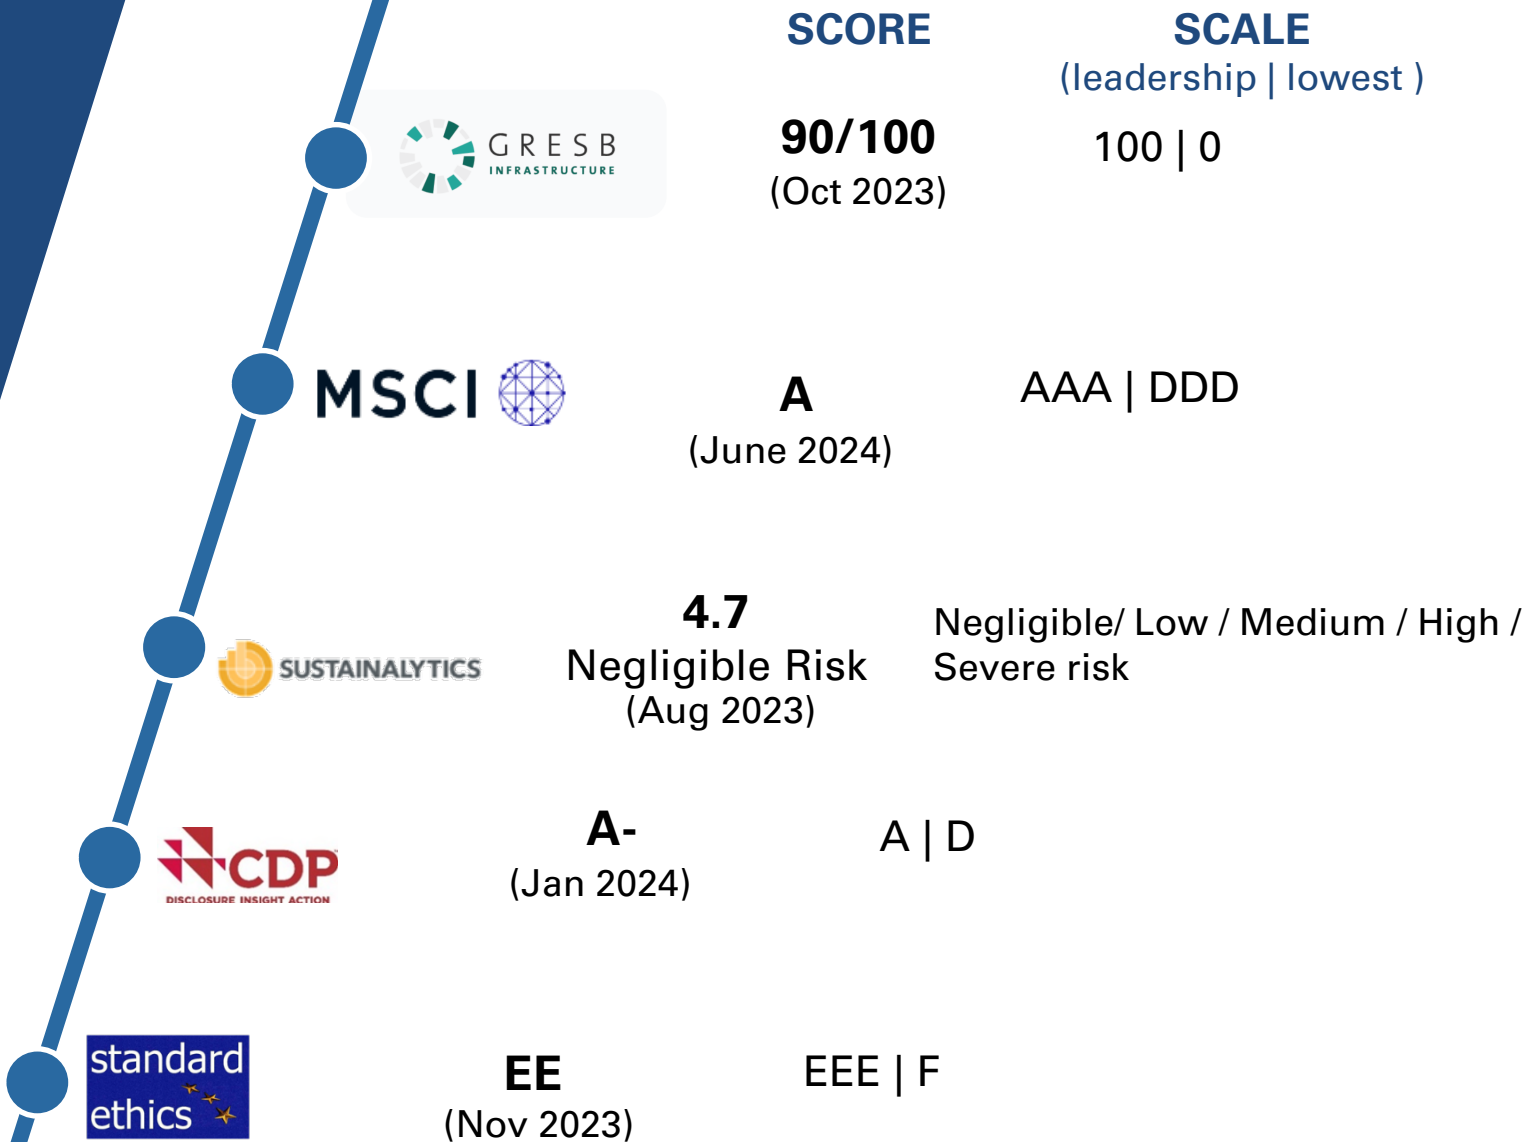 SCORE
SCALE
(leadership | lowest )
GRESB
INFRASTRUCTURE
90/100
(Oct 2023)
100 | 0
MSCI
A
(June 2024)
AAA | DDD
SUSTAINALYTICS
4.7
Negligible Risk
(Aug 2023)
Negligible/ Low / Medium / High /
Severe risk
CDP
DISCLOSURE INSIGHT ACTION
A-
(Jan 2024)
A | D
standard
ethics
EE
(Nov 2023)
EEE | F